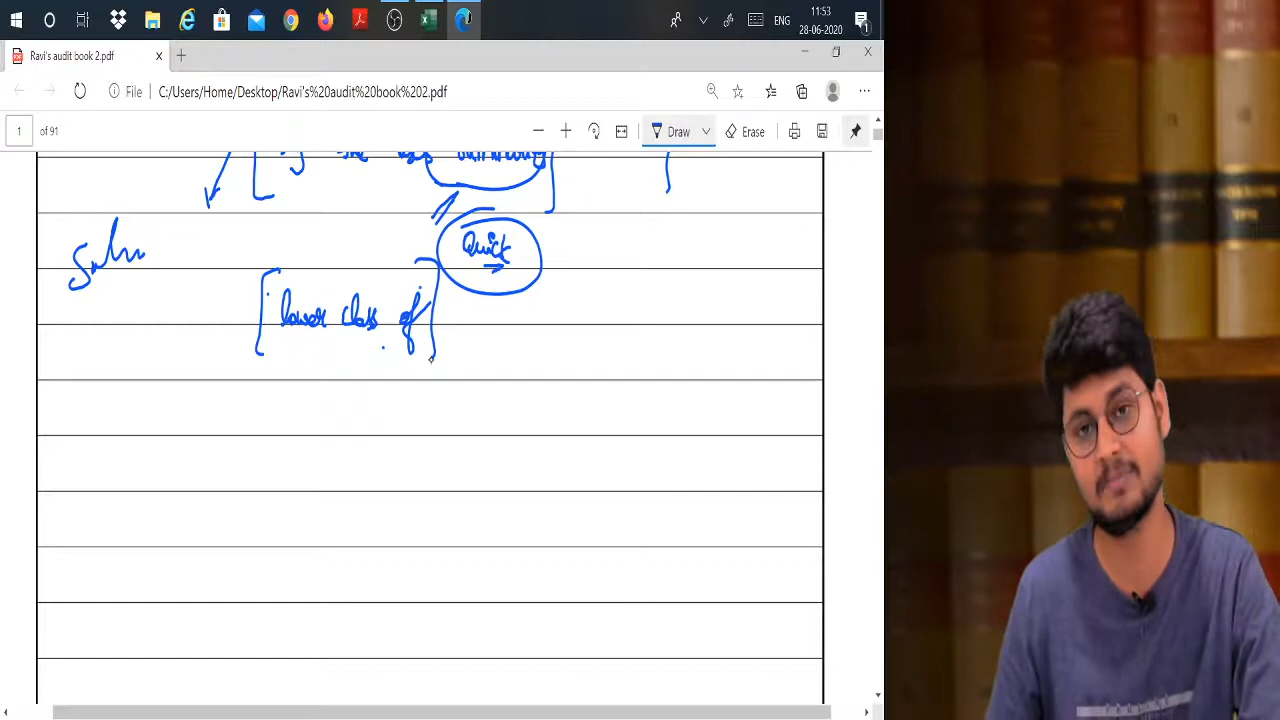 ENG
11:53
28-06-2020
1
Ravi's audit book 2.pdf
File C:/Users/Home/Desktop/Ravi's%20audit%20book%202.pdf
1 of 91
Draw Erase
Quick
lower class of